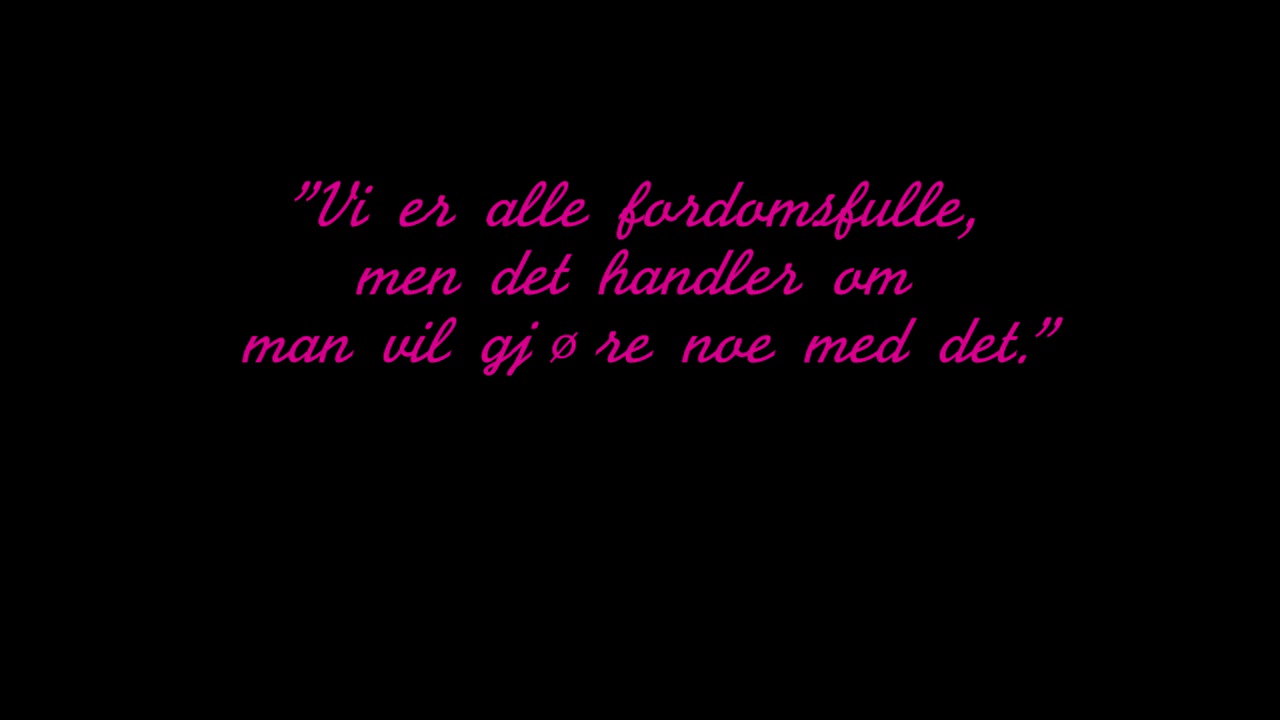 ”Vi er alle fordomsfulle,
men det handler om
man vil gjøre noe med det.”